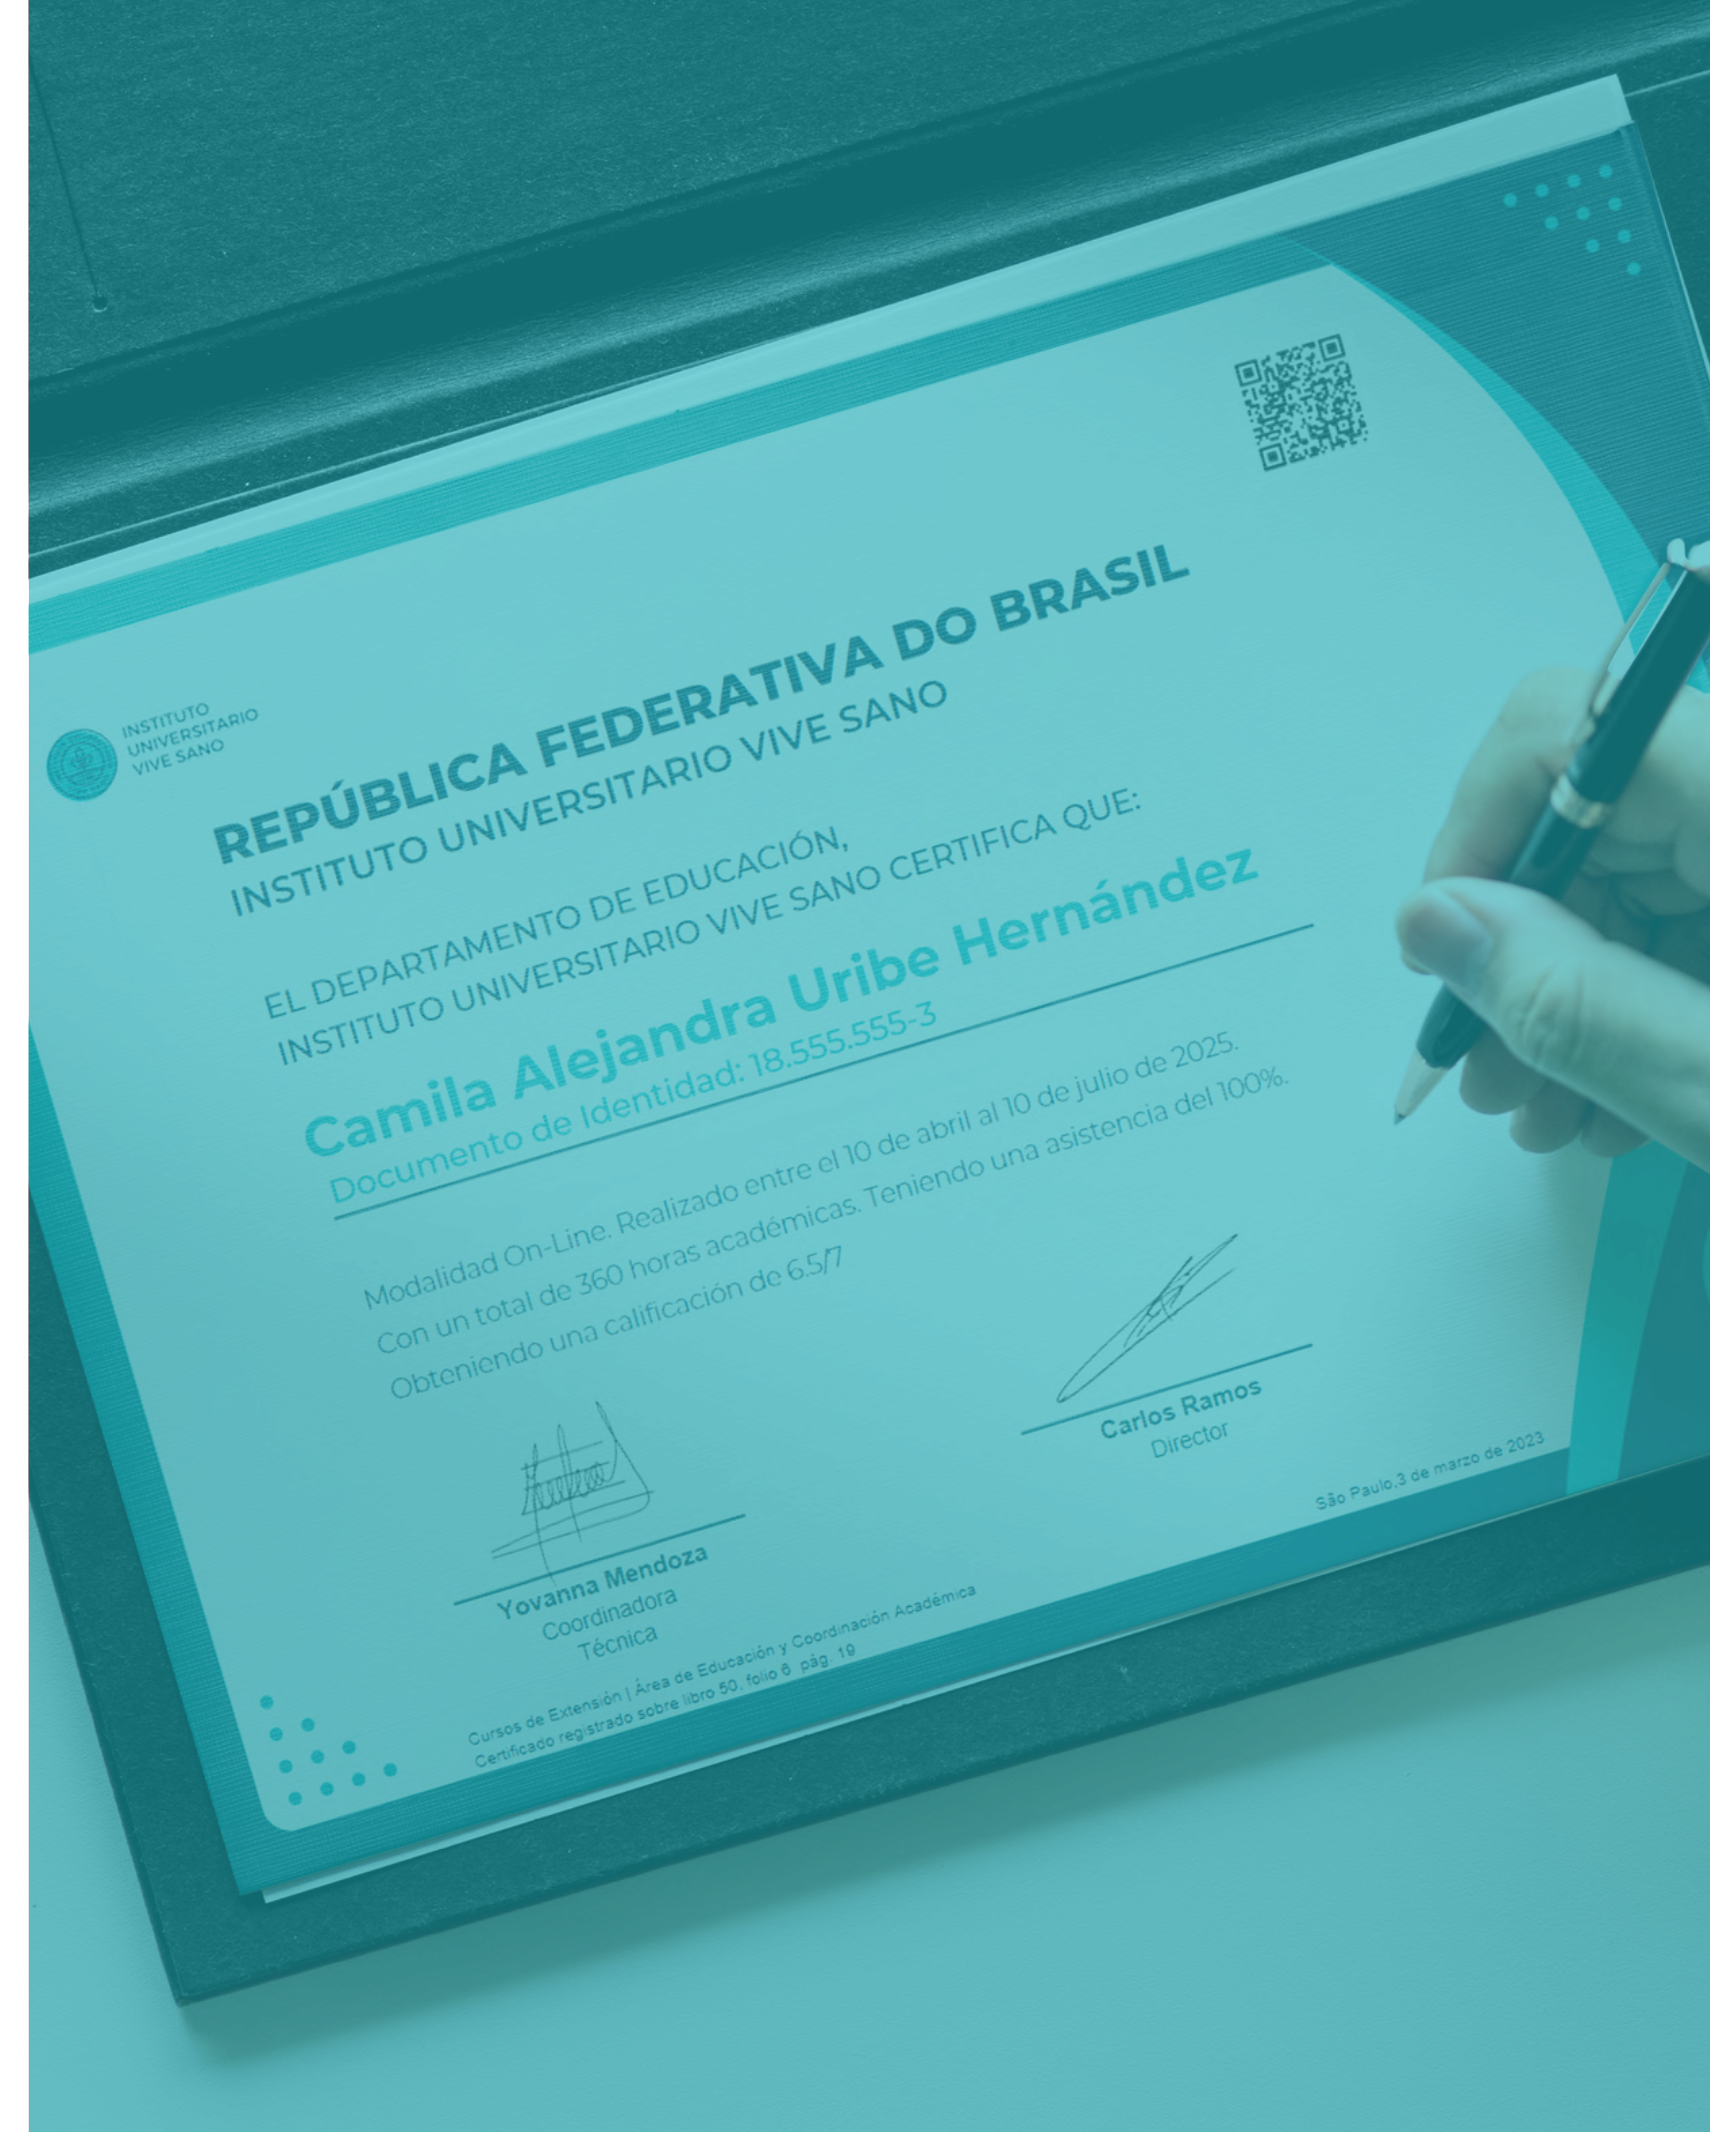 INSTITUTO
UNIVERSITARIO
VIVE SANO
REPÚBLICA FEDERATIVA DO BRASIL
INSTITUTO UNIVERSITARIO VIVE SANO
EL DEPARTAMENTO DE EDUCACIÓN,
INSTITUTO UNIVERSITARIO VIVE SANO CERTIFICA QUE:
Camila Alejandra Uribe Hernández
Documento de Identidad: 18.555.555-3
Modalidad On-Line. Realizado entre el 10 de abril al 10 de julio de 2025.
Con un total de 360 horas académicas. Teniendo una asistencia del 100%.
Obteniendo una calificación de 6.5/7
Carlos Ramos
Director
São Paulo,3 de marzo de 2023
Yovanna Mendoza
Coordinadora
Técnica
Cursos de Extensión | Área de Educación y Coordinación Académica
Certificado registrado sobre libro 50, folio 6 pág. 19